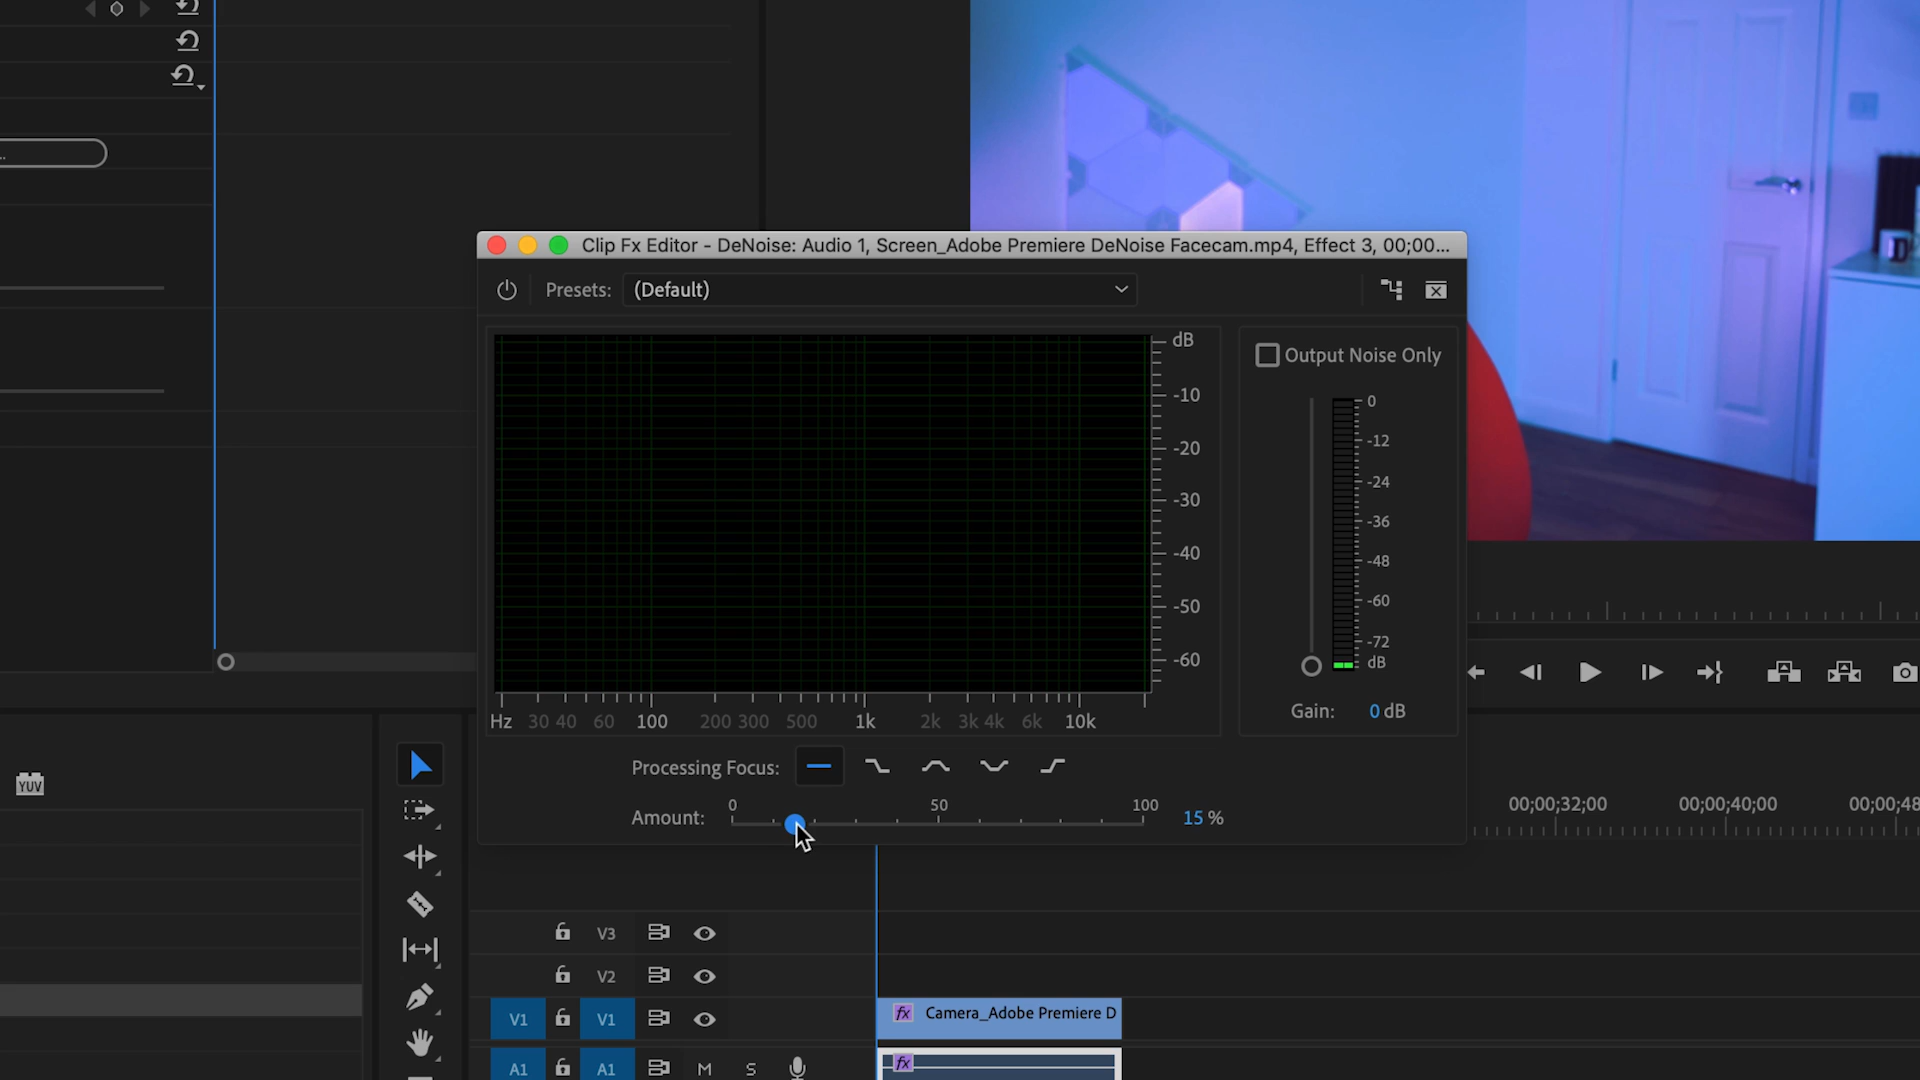 Clip Fx Editor - DeNoise: Audio 1, Screen_Adobe Premiere DeNoise Facecam.mp4, Effect 3, 00;00...
Presets: (Default)
dB
-10
-20
-30
-40
-50
-60
Hz 30 40 60 100 200 300 500 1k 2k 3k 4k 6k 10k
Output Noise Only
0
-12
-24
-36
-48
-60
-72
dB
Gain: 0 dB
Processing Focus:
Amount: 0 50 100 15 %
YUV
00;00;32;00 00;00;40;00 00;00;48
V3
V2
V1 V1 fx Camera_Adobe Premiere D
A1 A1 M S fx